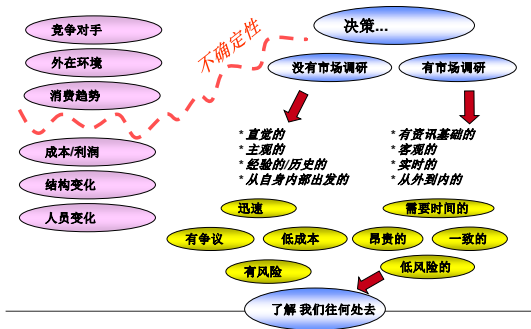 竞争对手
外在环境
消费趋势
成本/利润
结构变化
人员变化
不确定性
决策...
没有市场调研
有市场调研
* 直觉的
* 主观的
* 经验的/历史的
* 从自身内部出发的
* 有资讯基础的
* 客观的
* 实时的
* 从外到内的
迅速
需要时间的
有争议
低成本
昂贵的
一致的
有风险
低风险的
了解 我们往何处去